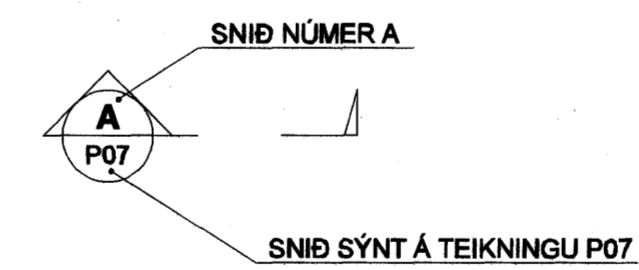 SNIÐ NÚMER A
A
P07
SNIÐ SÝNT Á TEIKNINGU P07